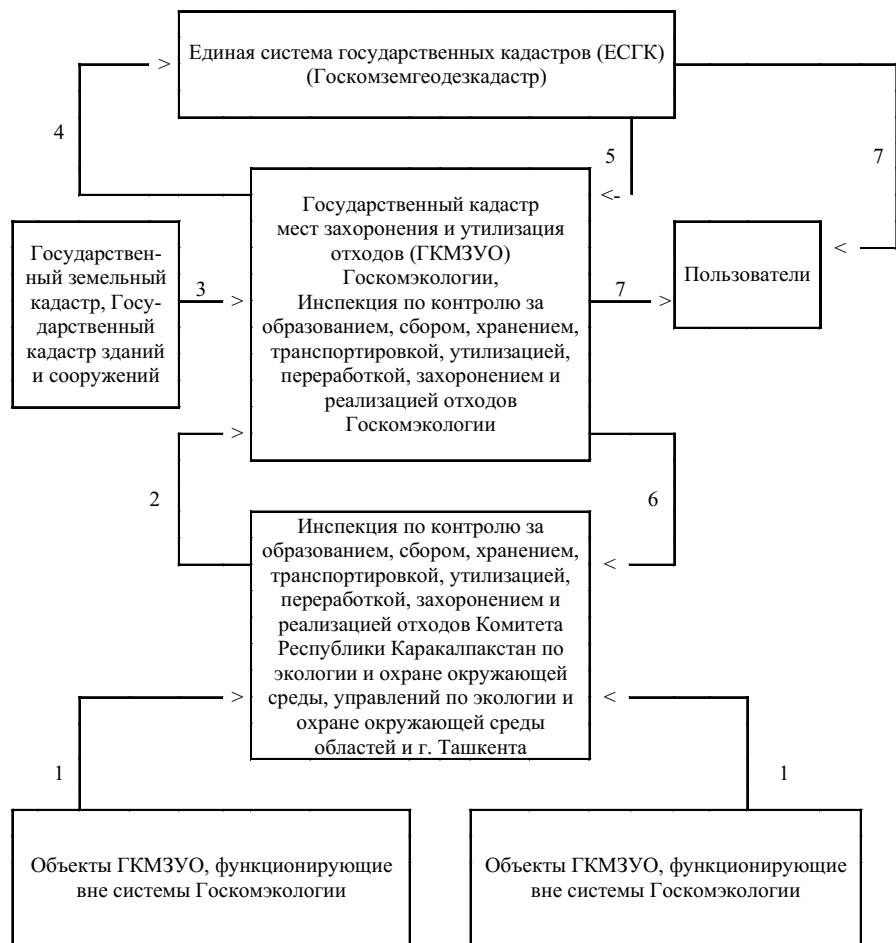 Единая система государственных кадастров (ЕСГК)
(Госкомземгеодезкадастр)
>
4
5
7
<-
Государственный кадастр
мест захоронения и утилизация
отходов (ГКМЗУО)
Госкомэкологии,
Инспекция по контролю за
образованием, сбором, хранением,
транспортировкой, утилизацией,
переработкой, захоронением и
реализацией отходов
Госкомэкологии
Государствен-
ный земельный
кадастр, Госу-
дарственный
кадастр зданий
и сооружений
3
>
7
>
<
Пользователи
>
2
6
Инспекция по контролю за
образованием, сбором, хранением,
транспортировкой, утилизацией,
переработкой, захоронением и
реализацией отходов Комитета
Республики Каракалпакстан по
экологии и охране окружающей
среды, управлений по экологии и
охране окружающей среды
областей и г. Ташкента
<
>
<
1
1
Объекты ГКМЗУО, функционирующие
вне системы Госкомэкологии
Объекты ГКМЗУО, функционирующие
вне системы Госкомэкологии